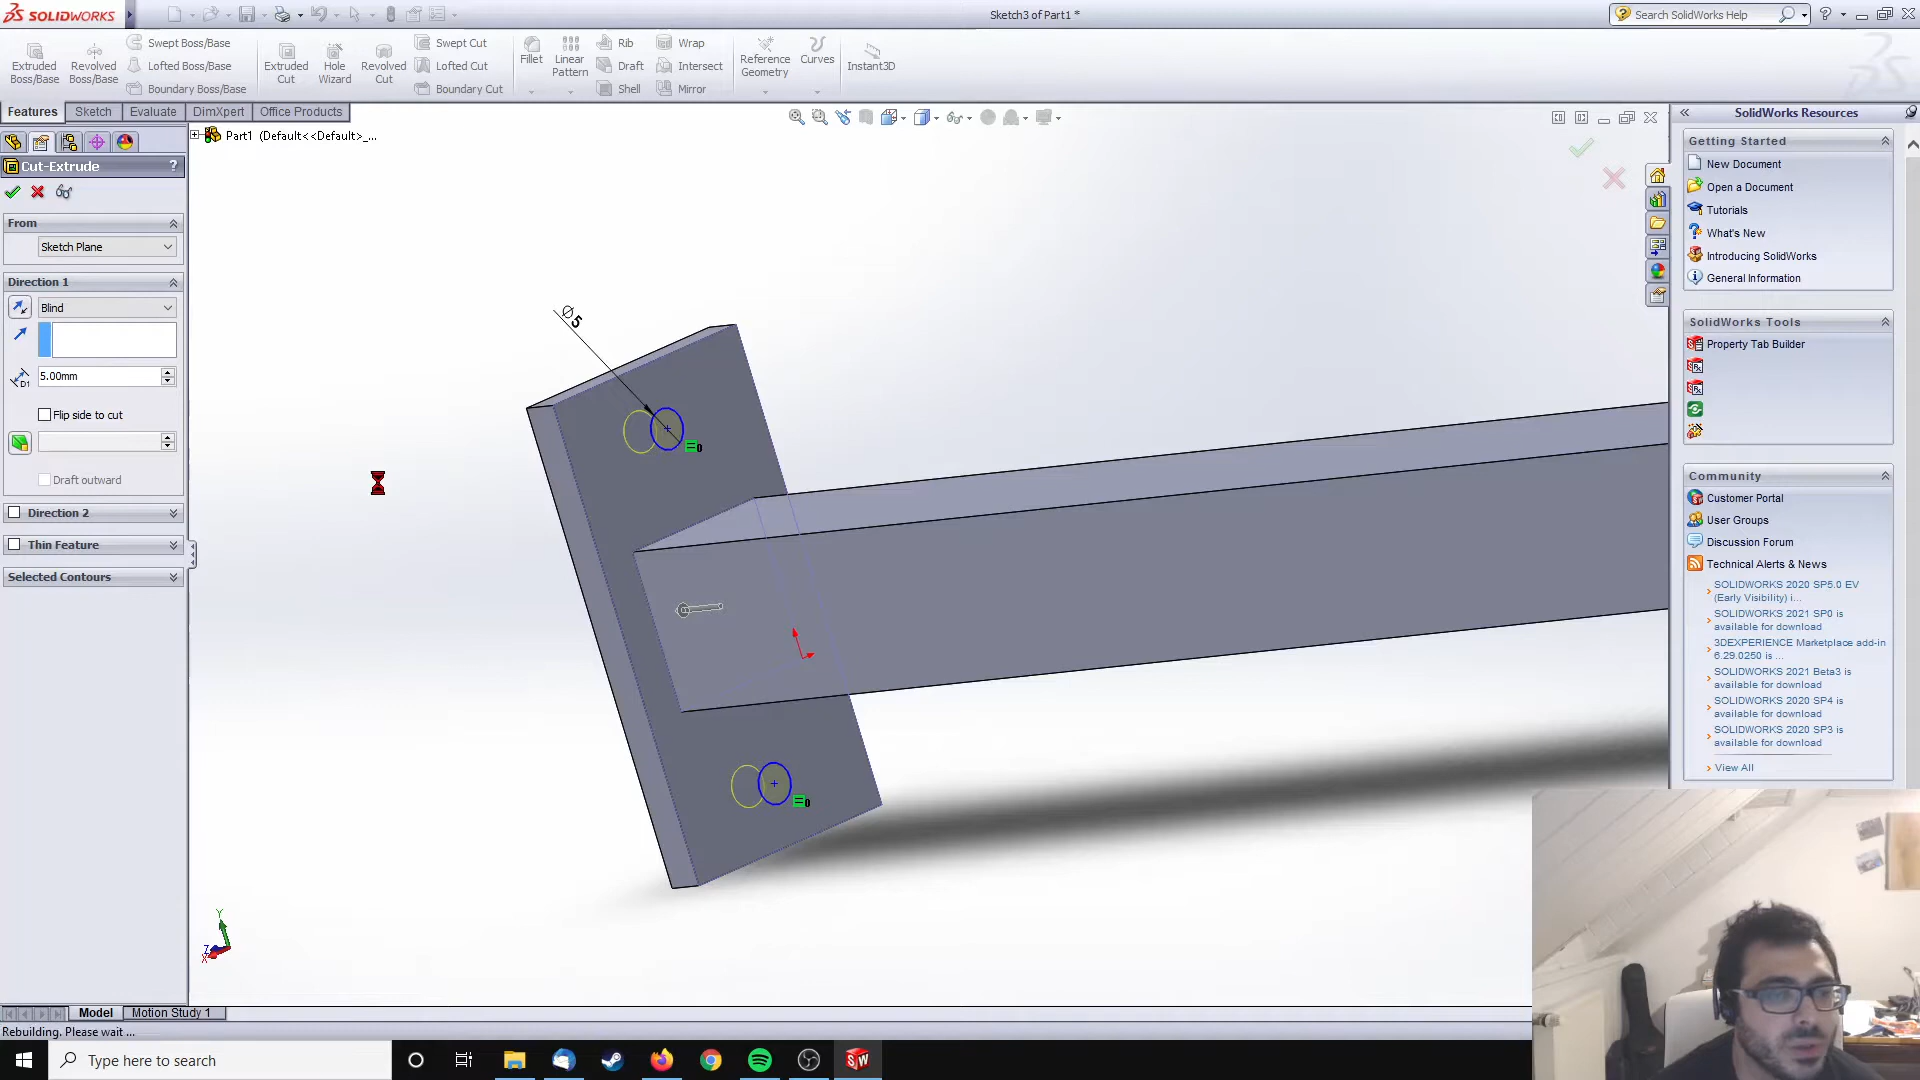 SOLIDWORKS
Sketch3 of Part1 *
Search SolidWorks Help
Extruded Boss/Base
Revolved Boss/Base
Swept Boss/Base
Lofted Boss/Base
Boundary Boss/Base
Extruded Cut
Hole Wizard
Revolved Cut
Swept Cut
Lofted Cut
Boundary Cut
Fillet
Linear Pattern
Rib
Draft
Shell
Wrap
Intersect
Mirror
Reference Geometry
Curves
Instant3D
Features
Sketch
Evaluate
DimXpert
Office Products
Part1 (Default<<Default>_...
Cut-Extrude
?
From
Sketch Plane
Direction 1
Blind
D1
5.00mm
Flip side to cut
Draft outward
Direction 2
Thin Feature
Selected Contours
Ø5
0
0
Y
Z
X
SolidWorks Resources
Getting Started
New Document
Open a Document
Tutorials
What's New
Introducing SolidWorks
General Information
SolidWorks Tools
Property Tab Builder
Community
Customer Portal
User Groups
Discussion Forum
Technical Alerts & News
SOLIDWORKS 2020 SP5.0 EV
(Early Visibility) i...
SOLIDWORKS 2021 SP0 is
available for download
3DEXPERIENCE Marketplace add-in
6.29.0250 is ...
SOLIDWORKS 2021 Beta3 is
available for download
SOLIDWORKS 2020 SP4 is
available for download
SOLIDWORKS 2020 SP3 is
available for download
View All
Model
Motion Study 1
Rebuilding. Please wait ...
Type here to search
SW